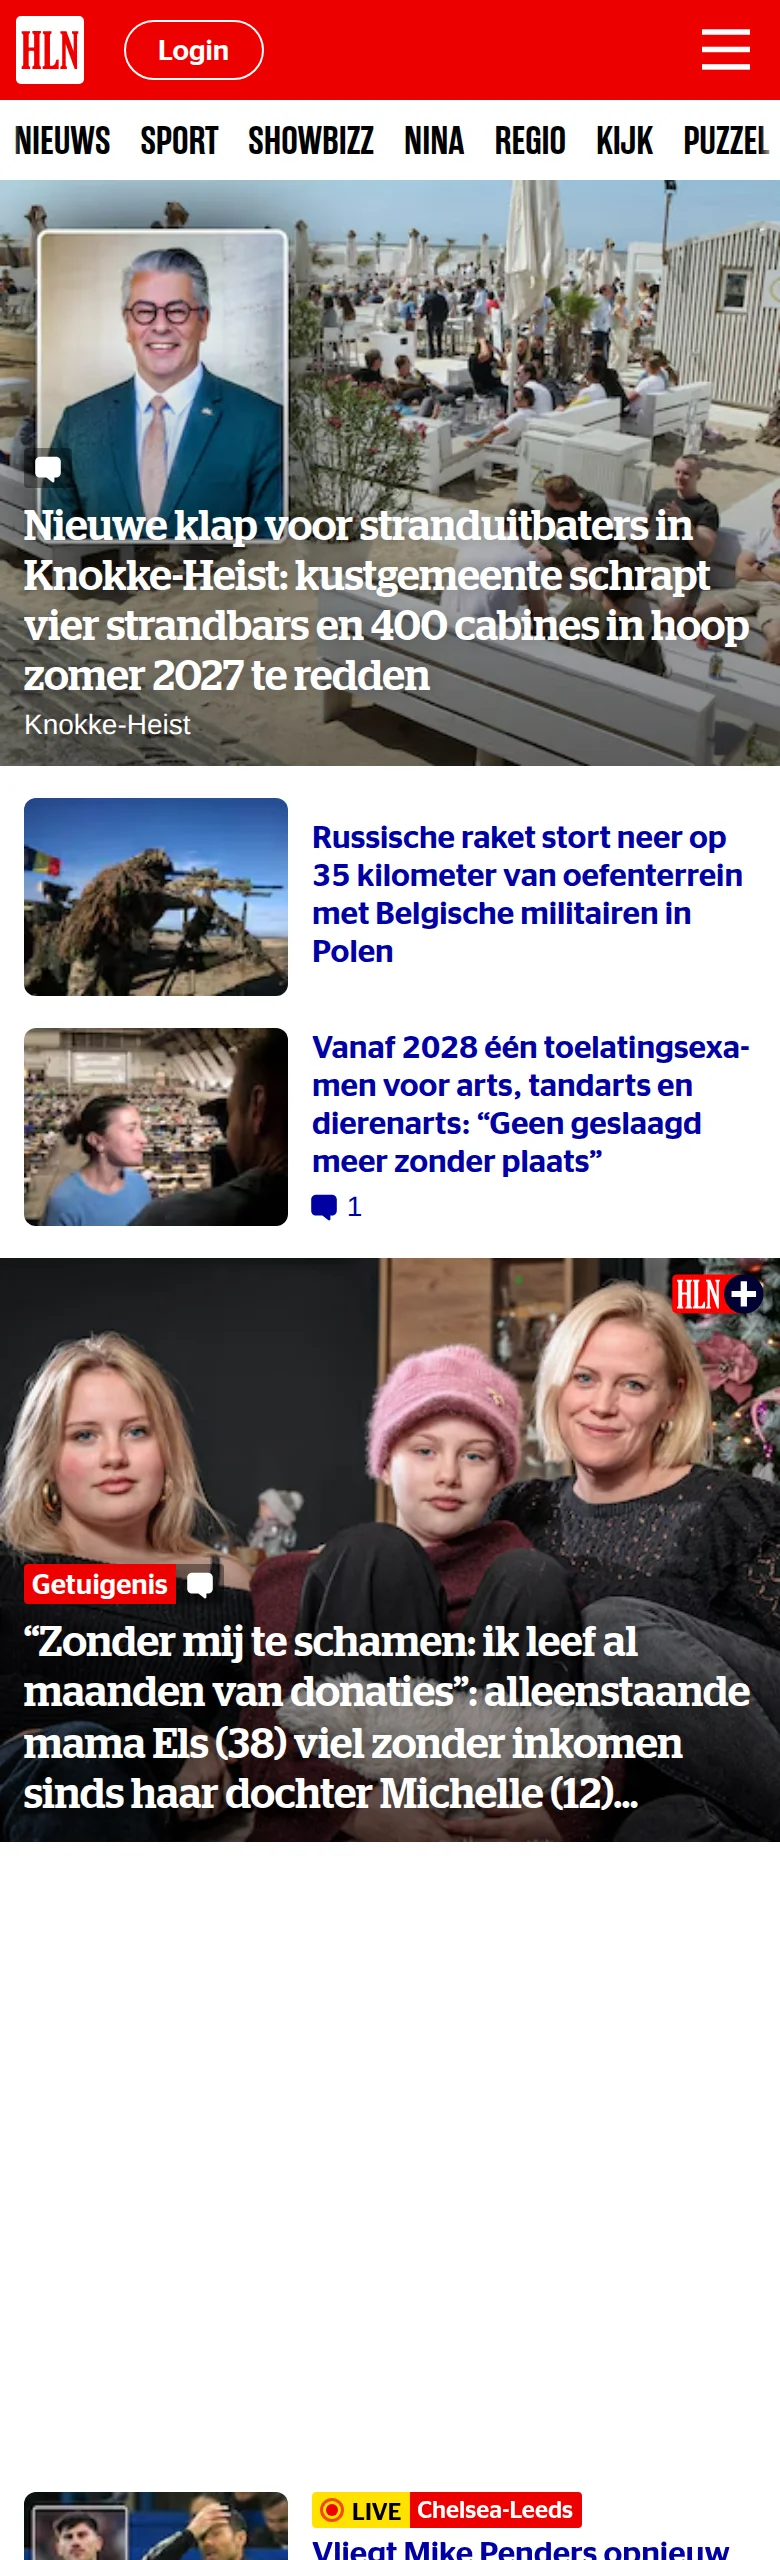 HLN
Login
NIEUWS SPORT SHOWBIZZ NINA REGIO KIJK PUZZEL
Nieuwe klap voor stranduitbaters in
Knokke-Heist: kustgemeente schrapt
vier strandbars en 400 cabines in hoop
zomer 2027 te redden
Knokke-Heist
Russische raket stort neer op
35 kilometer van oefenterrein
met Belgische militairen in
Polen
Vanaf 2028 één toelatingsexa-
men voor arts, tandarts en
dierenarts: “Geen geslaagd
meer zonder plaats”
1
HLN+
Getuigenis
“Zonder mij te schamen: ik leef al
maanden van donaties”: alleenstaande
mama Els (38) viel zonder inkomen
sinds haar dochter Michelle (12)...
LIVE Chelsea-Leeds
Vliegt Mike Penders opnieuw